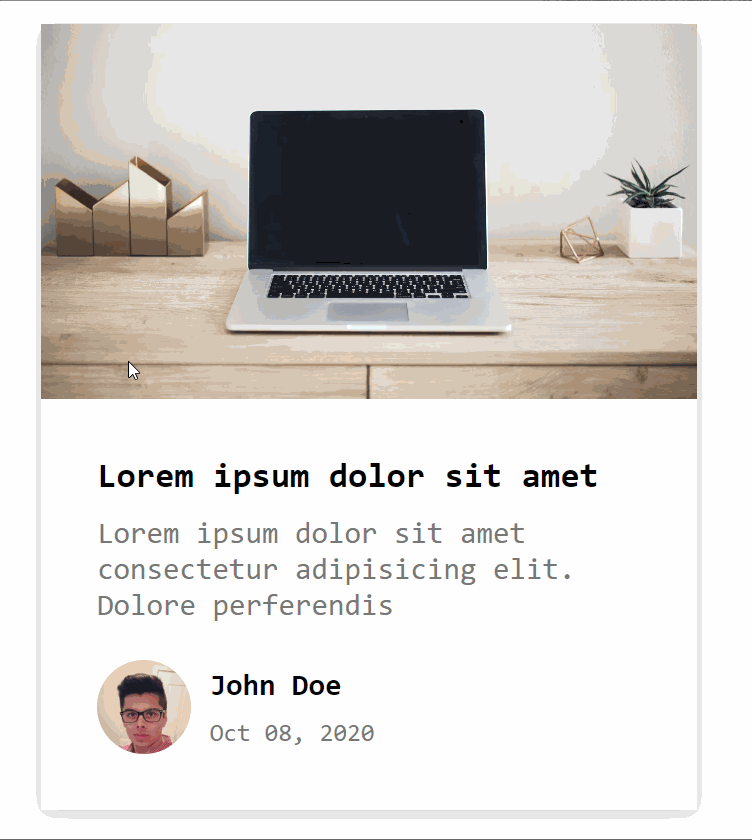 Lorem ipsum dolor sit amet
Lorem ipsum dolor sit amet
consectetur adipisicing elit.
Dolore perferendis
John Doe
Oct 08, 2020